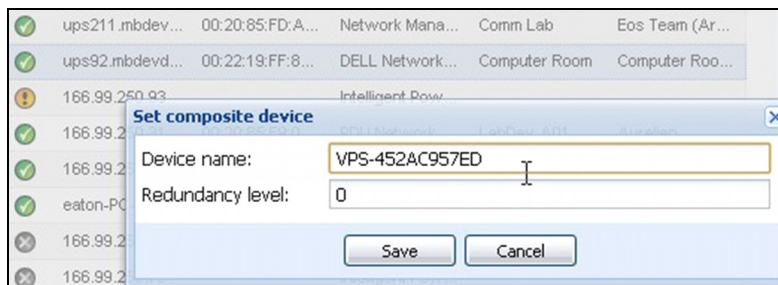 ups211.mbdev... 00:20:85:FD:A... Network Mana... Comm Lab Eos Team (Ar...
ups92.mbdevd... 00:22:19:FF:8... DELL Network... Computer Room Computer Roo...
166.99.250.93 Intelligent Pow...
Set composite device
166.99.2
Device name: VPS-452AC957ED
166.99.2
Redundancy level: 0
eaton-PC
166.99.2
Save Cancel
166.99.2